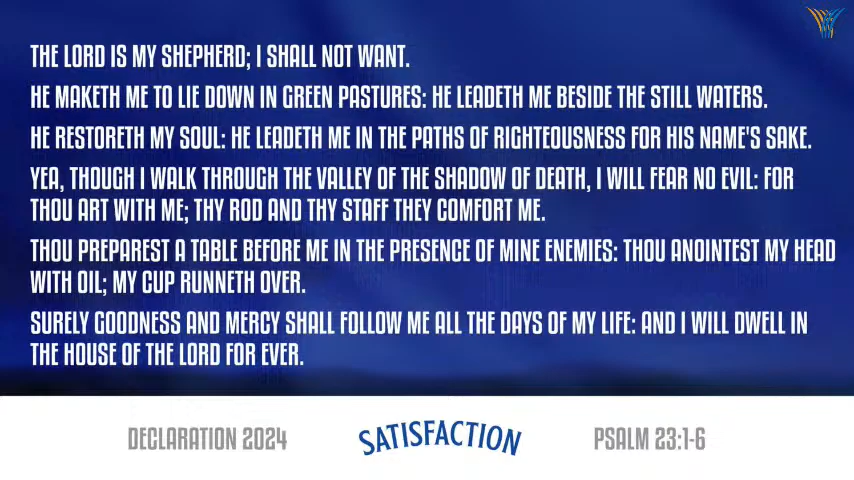 THE LORD IS MY SHEPHERD; I SHALL NOT WANT.
HE MAKETH ME TO LIE DOWN IN GREEN PASTURES: HE LEADETH ME BESIDE THE STILL WATERS.
HE RESTORETH MY SOUL: HE LEADETH ME IN THE PATHS OF RIGHTEOUSNESS FOR HIS NAME'S SAKE.
YEA, THOUGH I WALK THROUGH THE VALLEY OF THE SHADOW OF DEATH, I WILL FEAR NO EVIL: FOR
THOU ART WITH ME; THY ROD AND THY STAFF THEY COMFORT ME.
THOU PREPAREST A TABLE BEFORE ME IN THE PRESENCE OF MINE ENEMIES: THOU ANOINTEST MY HEAD
WITH OIL; MY CUP RUNNETH OVER.
SURELY GOODNESS AND MERCY SHALL FOLLOW ME ALL THE DAYS OF MY LIFE: AND I WILL DWELL IN
THE HOUSE OF THE LORD FOR EVER.
DECLARATION 2024 SATISFACTION PSALM 23:1-6